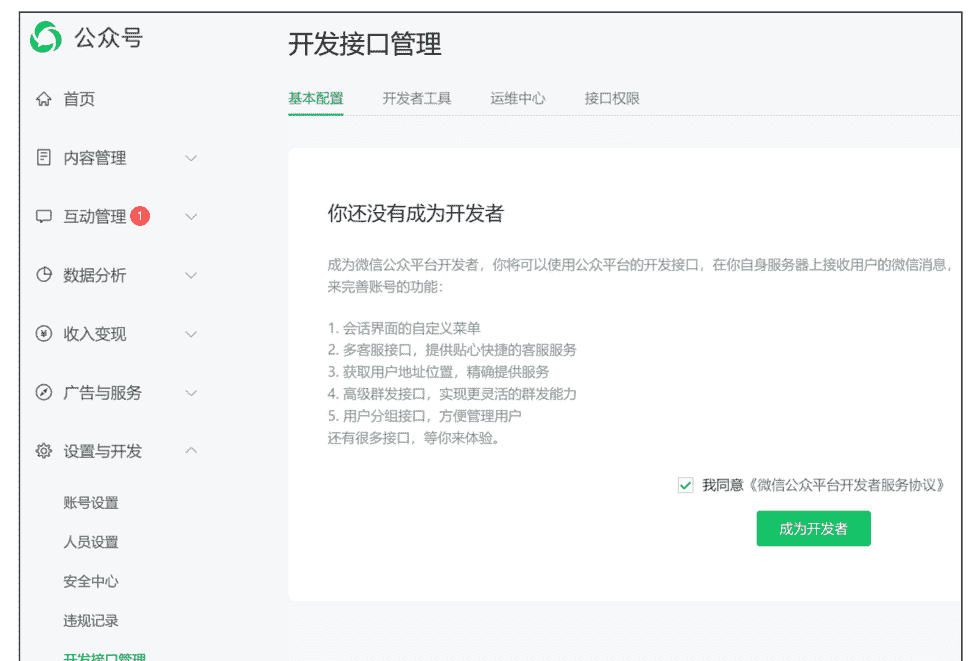 公众号
首页
内容管理
互动管理 1
数据分析
收入变现
广告与服务
设置与开发
账号设置
人员设置
安全中心
违规记录
开发接口管理
开发接口管理
基本配置 开发者工具 运维中心 接口权限
你还没有成为开发者
成为微信公众平台开发者，你将可以使用公众平台的开发接口，在你自身服务器上接收用户的微信消息，
来完善账号的功能：
1. 会话界面的自定义菜单
2. 多客服接口，提供贴心快捷的客服服务
3. 获取用户地址位置，精确提供服务
4. 高级群发接口，实现更灵活的群发能力
5. 用户分组接口，方便管理用户
还有很多接口，等你来体验。
我同意《微信公众平台开发者服务协议》
成为开发者